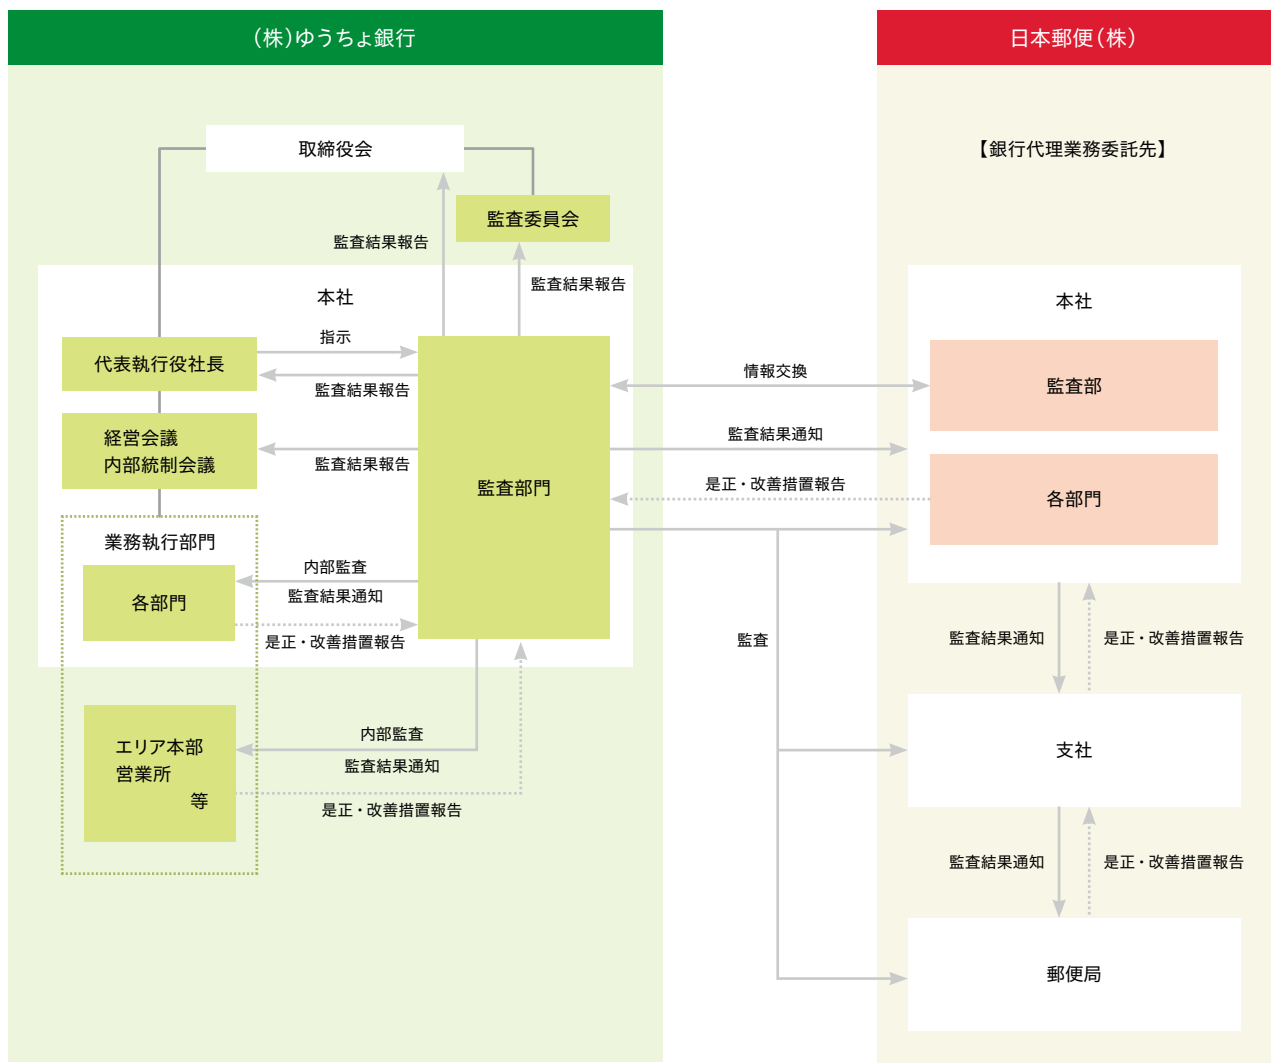 (株)ゆうちょ銀行
取締役会
監査委員会
監査結果報告
監査結果報告
本社
指示
代表執行役社長
監査結果報告
経営会議
内部統制会議
監査結果報告
監査部門
業務執行部門
各部門
内部監査
監査結果通知
是正・改善措置報告
エリア本部
営業所
等
内部監査
監査結果通知
是正・改善措置報告
情報交換
監査結果通知
是正・改善措置報告
監査
日本郵便(株)
【銀行代理業務委託先】
本社
監査部
各部門
監査結果通知
是正・改善措置報告
支社
監査結果通知
是正・改善措置報告
郵便局